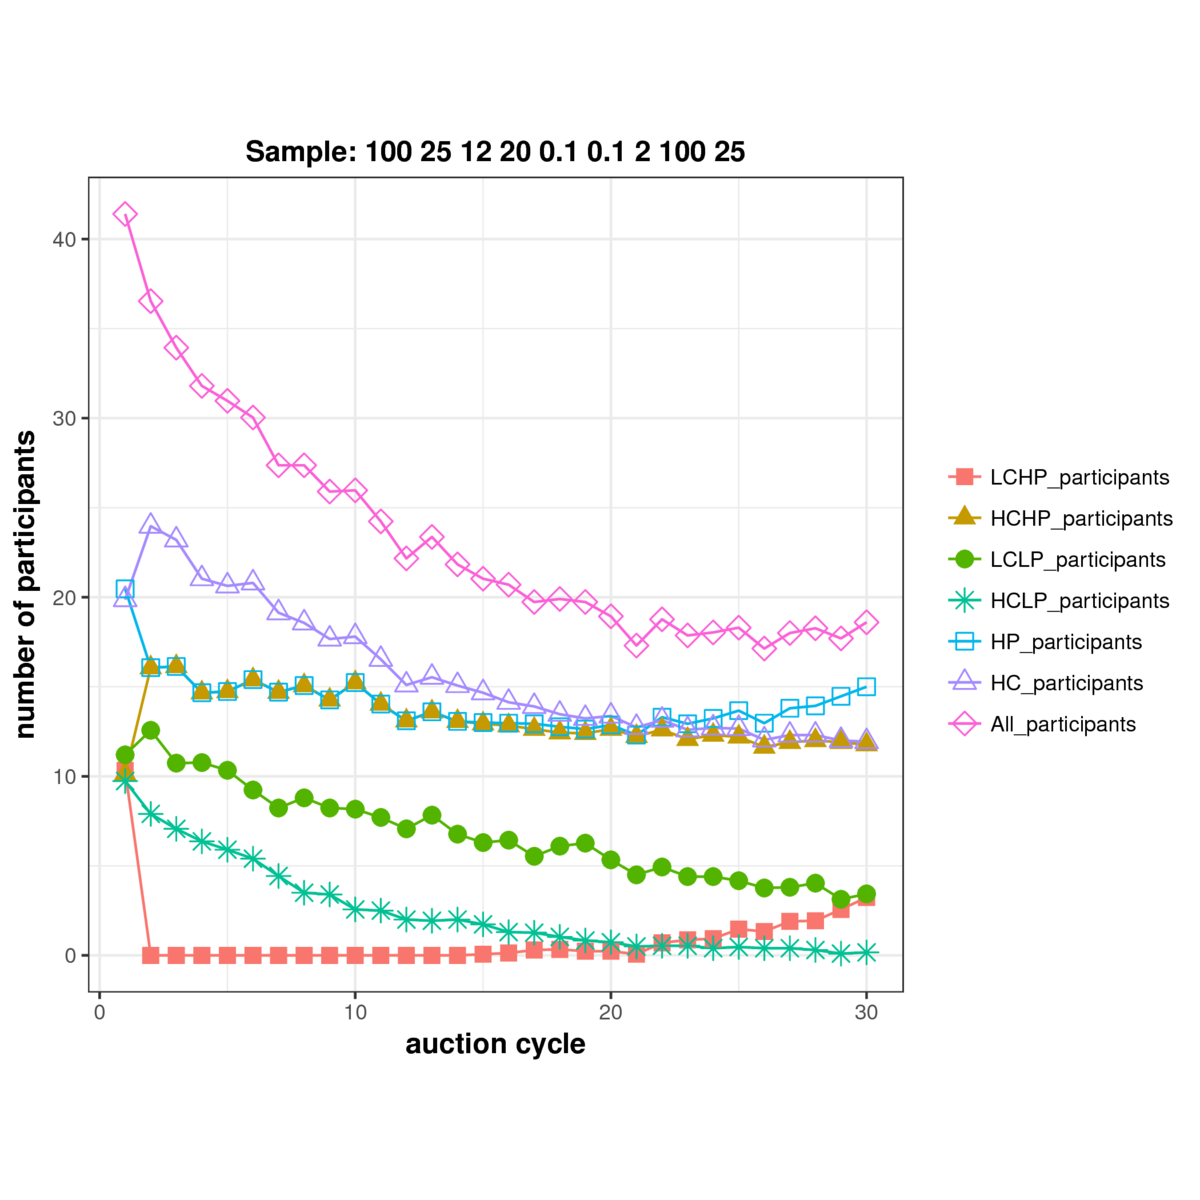 Sample: 100 25 12 20 0.1 0.1 2 100 25
number of participants
40
30
20
10
0
0 10 20 30
auction cycle
LCHP_participants
HCHP_participants
LCLP_participants
HCLP_participants
HP_participants
HC_participants
All_participants